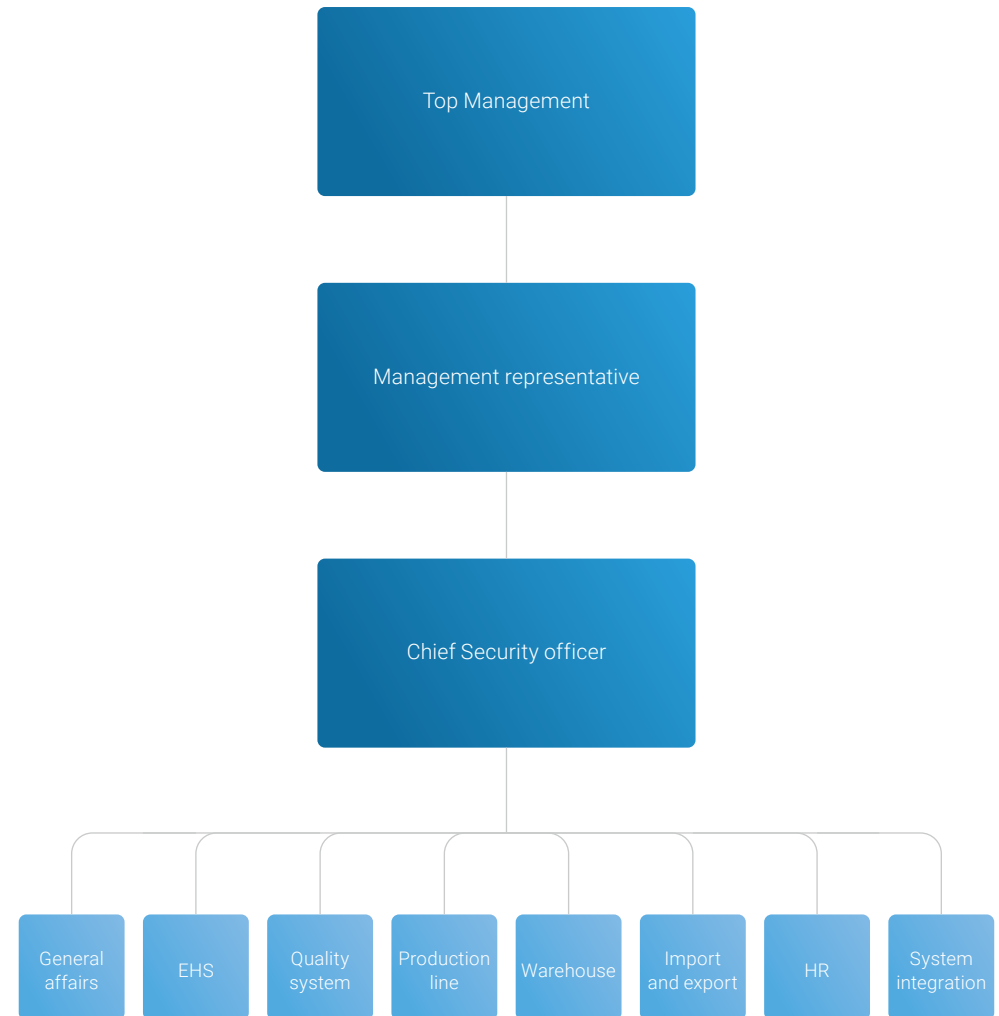 Top Management
Management representative
Chief Security officer
General
affairs
EHS
Quality
system
Production
line
Warehouse
Import
and export
HR
System
integration